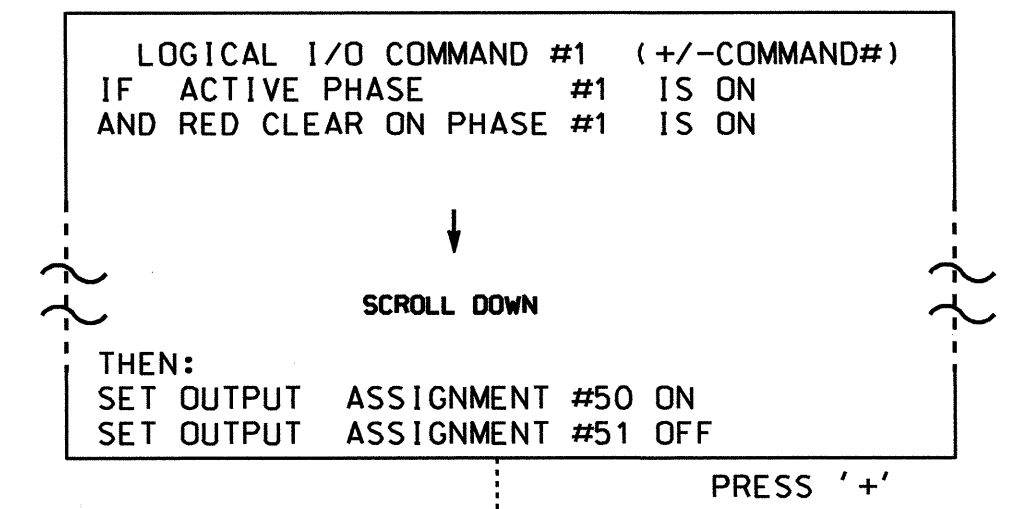 LOGICAL I/O COMMAND #1 (+/-COMMAND#)
IF ACTIVE PHASE #1 IS ON
AND RED CLEAR ON PHASE #1 IS ON
SCROLL DOWN
THEN:
SET OUTPUT ASSIGNMENT #50 ON
SET OUTPUT ASSIGNMENT #51 OFF
PRESS '+'